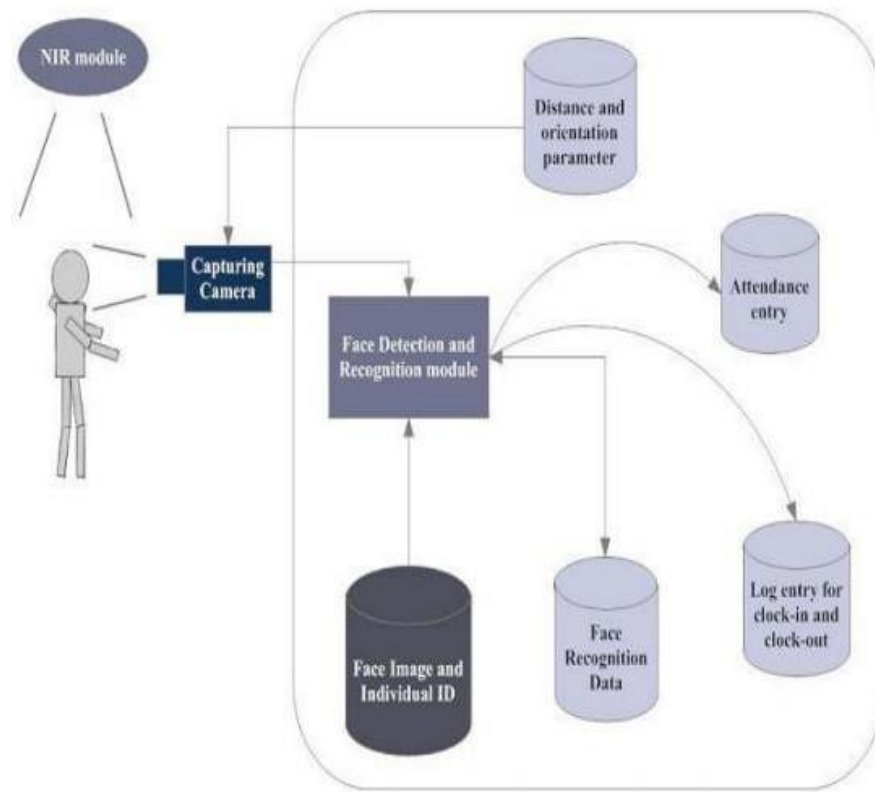 NIR module
Distance and
orientation
parameter
Capturing
Camera
Attendance
entry
Face Detection and
Recognition module
Log entry for
clock-in and
clock-out
Face
Recognition
Data
Face Image and
Individual ID